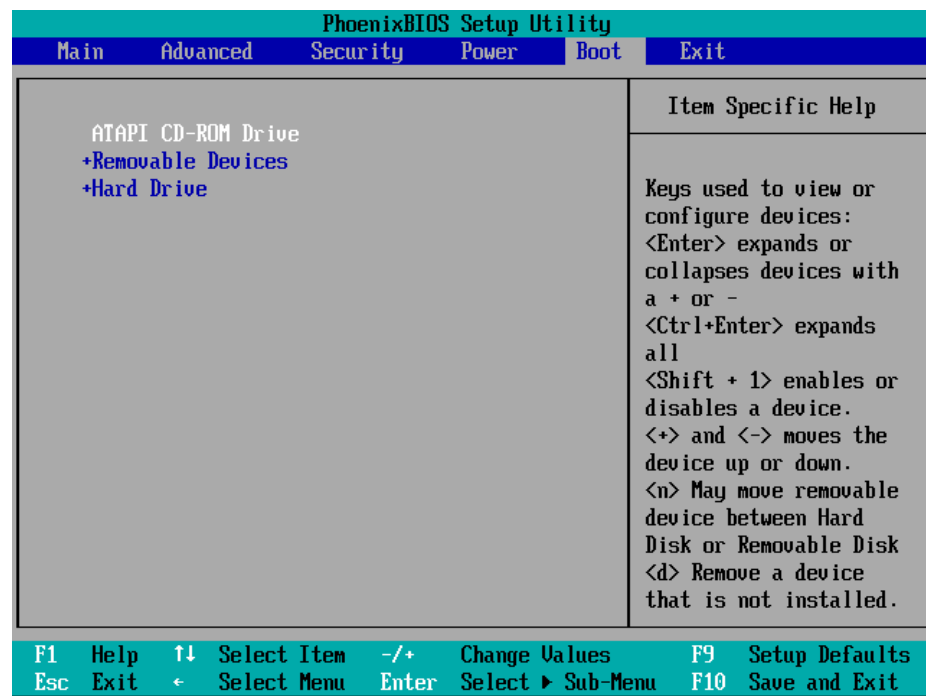 PhoenixBIOS Setup Utility
Main Advanced Security Power Boot Exit
ATAPI CD-ROM Drive
+Removable Devices
+Hard Drive
Item Specific Help
Keys used to view or
configure devices:
<Enter> expands or
collapses devices with
a + or -
<Ctrl+Enter> expands
all
<Shift + 1> enables or
disables a device.
<+> and <-> moves the
device up or down.
<n> May move removable
device between Hard
Disk or Removable Disk
<d> Remove a device
that is not installed.
F1 Help ↑↓ Select Item -/+ Change Values F9 Setup Defaults
Esc Exit ← Select Menu Enter Select ▶ Sub-Menu F10 Save and Exit